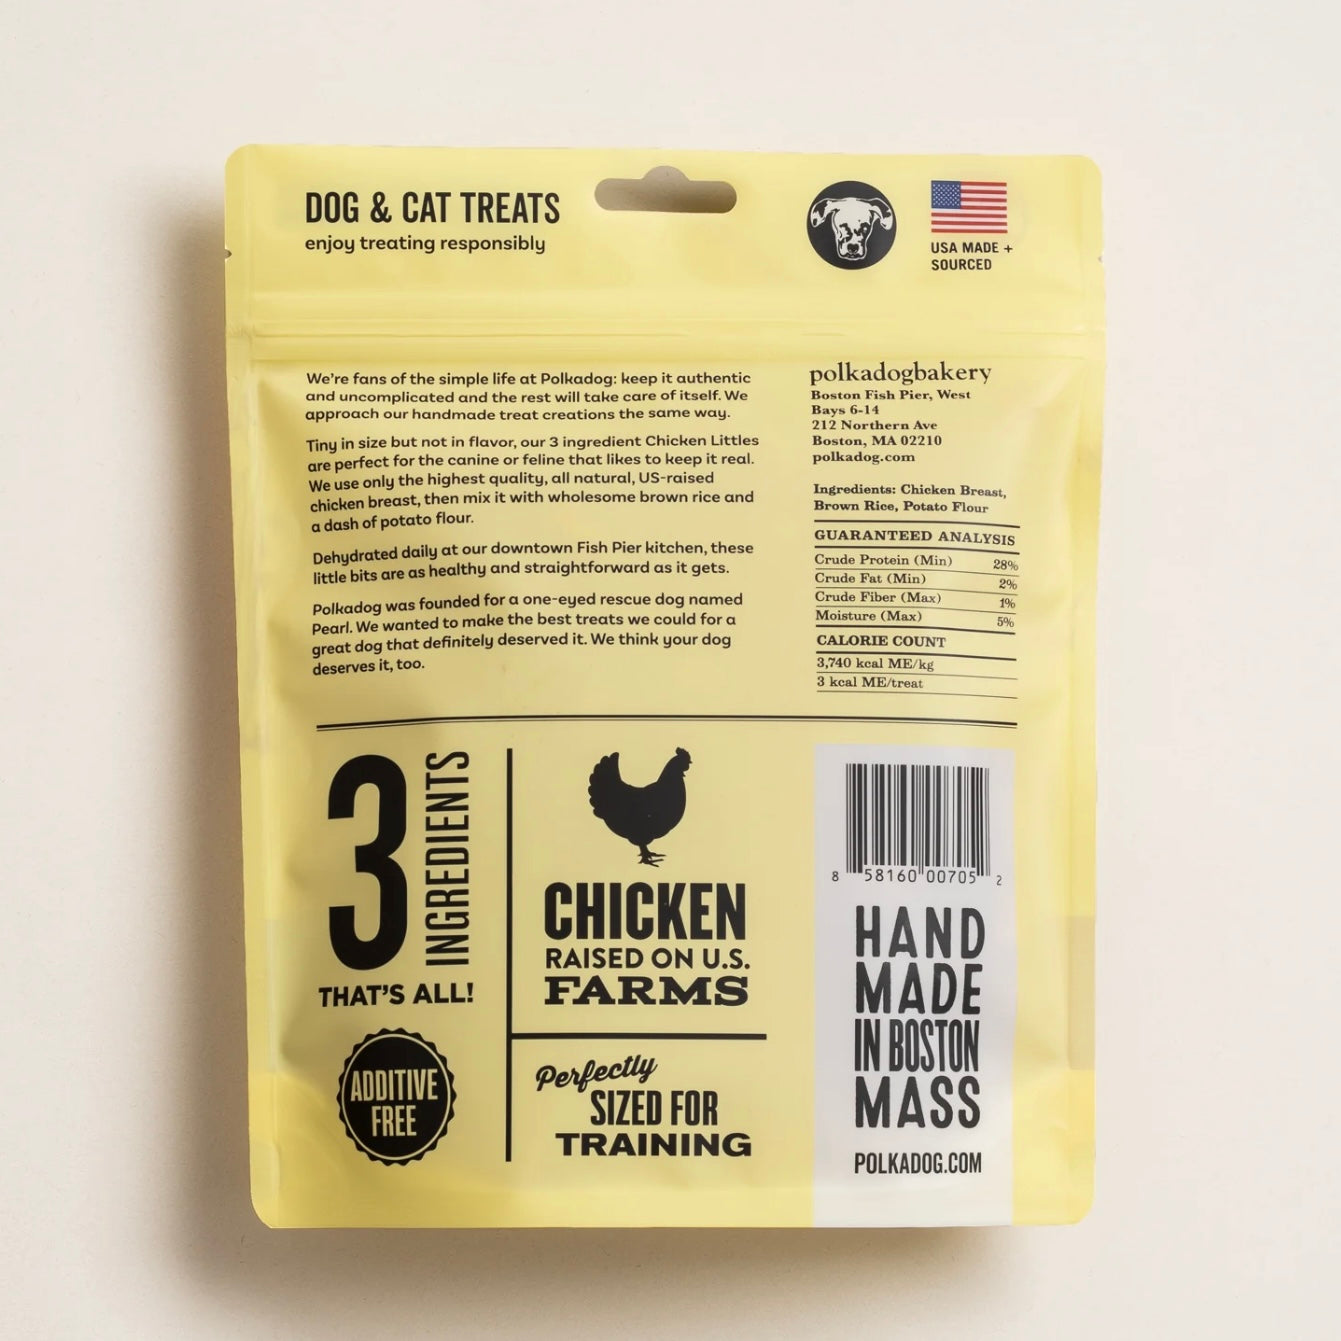 DOG & CAT TREATS
enjoy treating responsibly
USA MADE +
SOURCED
We're fans of the simple life at Polkadog: keep it authentic
and uncomplicated and the rest will take care of itself. We
approach our handmade treat creations the same way.
Tiny in size but not in flavor, our 3 ingredient Chicken Littles
are perfect for the canine or feline that likes to keep it real.
We use only the highest quality, all natural, US-raised
chicken breast, then mix it with wholesome brown rice and
a dash of potato flour.
Dehydrated daily at our downtown Fish Pier kitchen, these
little bits are as healthy and straightforward as it gets.
Polkadog was founded for a one-eyed rescue dog named
Pearl. We wanted to make the best treats we could for a
great dog that definitely deserved it. We think your dog
deserves it, too.
polkadogbakery
Boston Fish Pier, West
Bays 6-14
212 Northern Ave
Boston, MA 02210
polkadog.com
Ingredients: Chicken Breast,
Brown Rice, Potato Flour
GUARANTEED ANALYSIS
Crude Protein (Min) 28%
Crude Fat (Min) 2%
Crude Fiber (Max) 1%
Moisture (Max) 5%
CALORIE COUNT
3,740 kcal ME/kg
3 kcal ME/treat
3 INGREDIENTS
THAT'S ALL!
ADDITIVE
FREE
CHICKEN
RAISED ON U.S.
FARMS
Perfectly
SIZED FOR
TRAINING
8 58160 00705 2
HAND
MADE
IN BOSTON
MASS
POLKADOG.COM